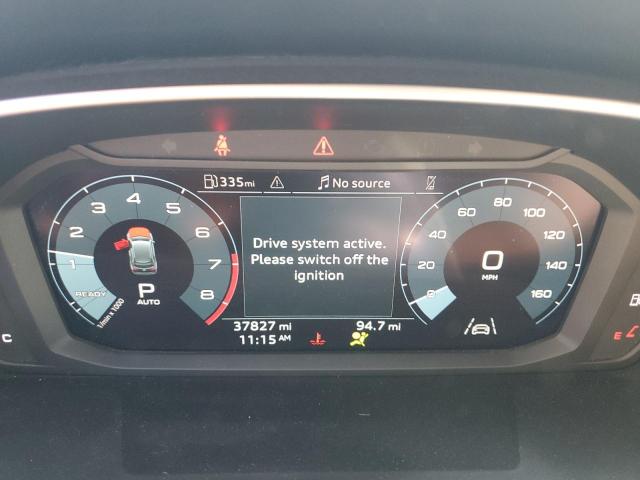 335mi No source
4 5
3 6
2 7
1 8
READY
1/min x 1000
P
AUTO
Drive system active.
Please switch off the
ignition
80
60 100
40 120
20 140
0 160
0
MPH
37827 mi 94.7 mi
11:15 AM
C
E